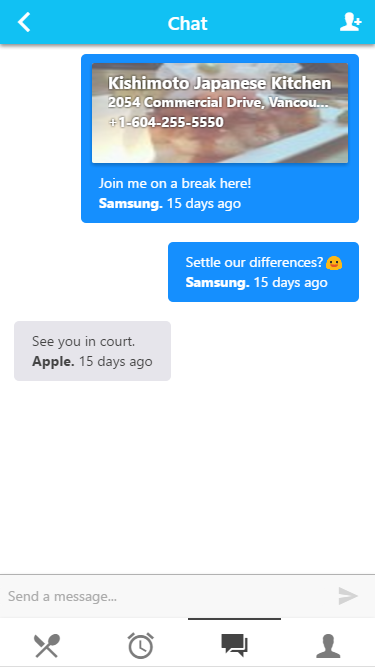 Chat
Kishimoto Japanese Kitchen
2054 Commercial Drive, Vancou...
+1-604-255-5550
Join me on a break here!
Samsung. 15 days ago
Settle our differences?
Samsung. 15 days ago
See you in court.
Apple. 15 days ago
Send a message...